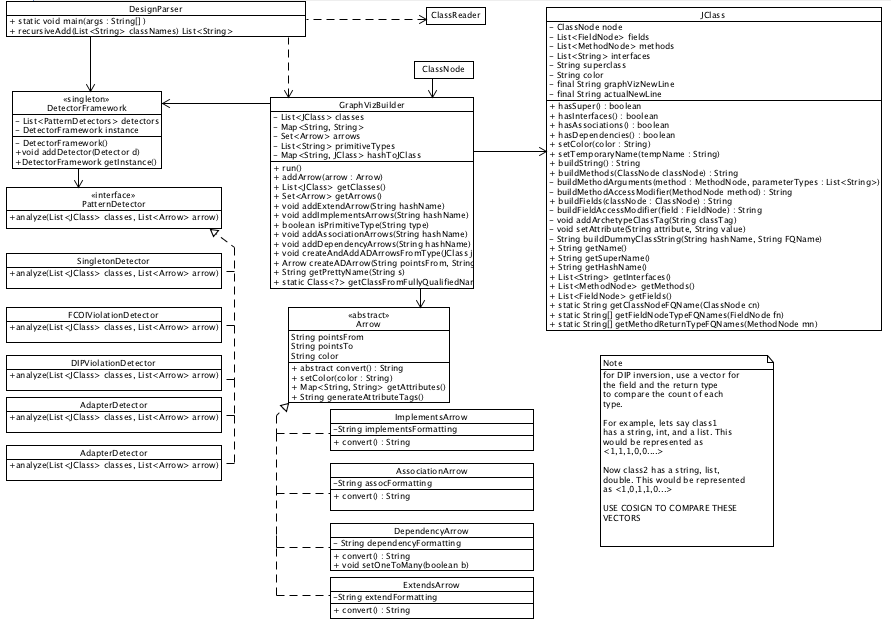 DesignParser
+ static void main(args : String[] )
+ recursiveAdd(List<String> classNames) List<String>
ClassReader
ClassNode
«singleton»
DetectorFramework
- List<PatternDetectors> detectors
- DetectorFramework instance
- DetectorFramework()
+void addDetector(Detector d)
+DetectorFramework getInstance()
«interface»
PatternDetector
+analyze(List<JClass> classes, List<Arrow> arrow)
SingletonDetector
+analyze(List<JClass> classes, List<Arrow> arrow)
FCOIViolationDetector
+analyze(List<JClass> classes, List<Arrow> arrow)
DIPViolationDetector
+analyze(List<JClass> classes, List<Arrow> arrow)
AdapterDetector
+analyze(List<JClass> classes, List<Arrow> arrow)
AdapterDetector
+analyze(List<JClass> classes, List<Arrow> arrow)
GraphVizBuilder
- List<JClass> classes
- Map<String, String>
- Set<Arrow> arrows
- List<String> primitiveTypes
- Map<String, JClass> hashToJClass
+ run()
+ addArrow(arrow : Arrow)
+ List<JClass> getClasses()
+ Set<Arrow> getArrows()
+ void addExtendArrow(String hashName)
+ void addImplementsArrows(String hashName)
+ boolean isPrimitiveType(String type)
+ void addAssociationArrows(String hashName)
+ void addDependencyArrows(String hashName)
+ void createAndAddADArrowsFromType(JClass j
+ Arrow createADArrow(String pointsFrom, String
+ String getPrettyName(String s)
+ static Class<?> getClassFromFullyQualifiedNam
«abstract»
Arrow
String pointsFrom
String pointsTo
String color
+ abstract convert() : String
+ setColor(color : String)
+ Map<String, String> getAttributes()
+ String generateAttributeTags()
ImplementsArrow
-String implementsFormatting
+ convert() : String
AssociationArrow
-String assocFormatting
+ convert() : String
DependencyArrow
- String dependencyFormatting
+ convert() : String
+ void setOneToMany(boolean b)
ExtendsArrow
-String extendFormatting
+ convert() : String
JClass
- ClassNode node
- List<FieldNode> fields
- List<MethodNode> methods
- List<String> interfaces
- String superclass
- String color
- final String graphVizNewLine
- final String actualNewLine
+ hasSuper() : boolean
+ hasInterfaces() : boolean
+ hasAssociations() : boolean
+ hasDependencies() : boolean
+ setColor(color : String)
+ setTemporaryName(tempName : String)
+ buildString() : String
+ buildMethods(ClassNode classNode) : String
- buildMethodArguments(method : MethodNode, parameterTypes : List<String>)
- buildMethodAccessModifier(MethodNode method) : String
+ buildFields(classNode : ClassNode) : String
- buildFieldAccessModifier(field : FieldNode) : String
- void addArchetypeClassTag(String classTag)
- void setAttribute(String attribute, String value)
- String buildDummyClassString(String hashName, String FQName)
+ String getName()
+ String getSuperName()
+ String getHashName()
+ List<String> getInterfaces()
+ List<MethodNode> getMethods()
+ List<FieldNode> getFields()
+ static String getClassNodeFQName(ClassNode cn)
+ static String[] getFieldNodeTypeFQNames(FieldNode fn)
+ static String[] getMethodReturnTypeFQNames(MethodNode mn)
Note
for DIP inversion, use a vector for
the field and the return type
to compare the count of each
type.
For example, lets say class1
has a string, int, and a list. This
would be represented as
<1,1,1,0,0....>
Now class2 has a string, list,
double. This would be represented
as <1,0,1,1,0...>
USE COSIGN TO COMPARE THESE
VECTORS